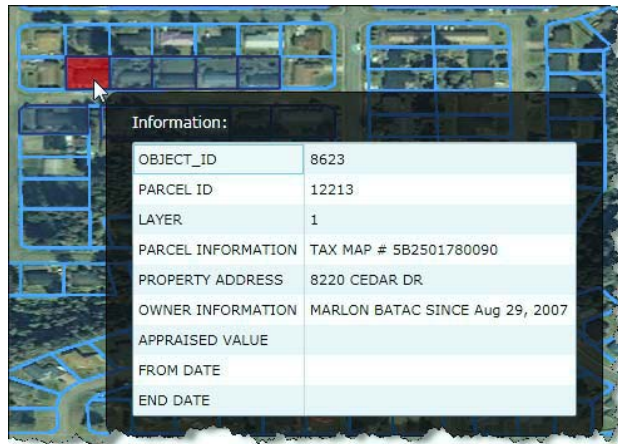 Information:
OBJECT_ID 8623
PARCEL ID 12213
LAYER 1
PARCEL INFORMATION TAX MAP # 5B2501780090
PROPERTY ADDRESS 8220 CEDAR DR
OWNER INFORMATION MARLON BATAC SINCE Aug 29, 2007
APPRAISED VALUE
FROM DATE
END DATE